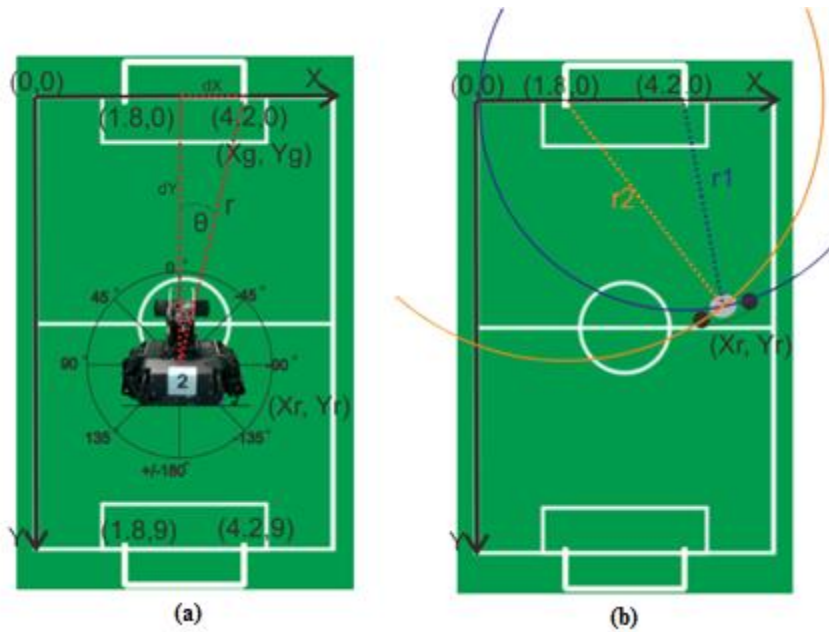 (0,0)
dX
X
(1.8,0)
(4.2,0)
(Xg, Yg)
dY
θ
r
0°
45°
-45°
90°
-90°
2
(Xr, Yr)
135°
-135°
+/-180°
Y
(1,8,9)
(4.2,9)
(a)
(0,0)
(1.8,0)
(4.2,0)
X
r2
r1
(Xr, Yr)
Y
(b)